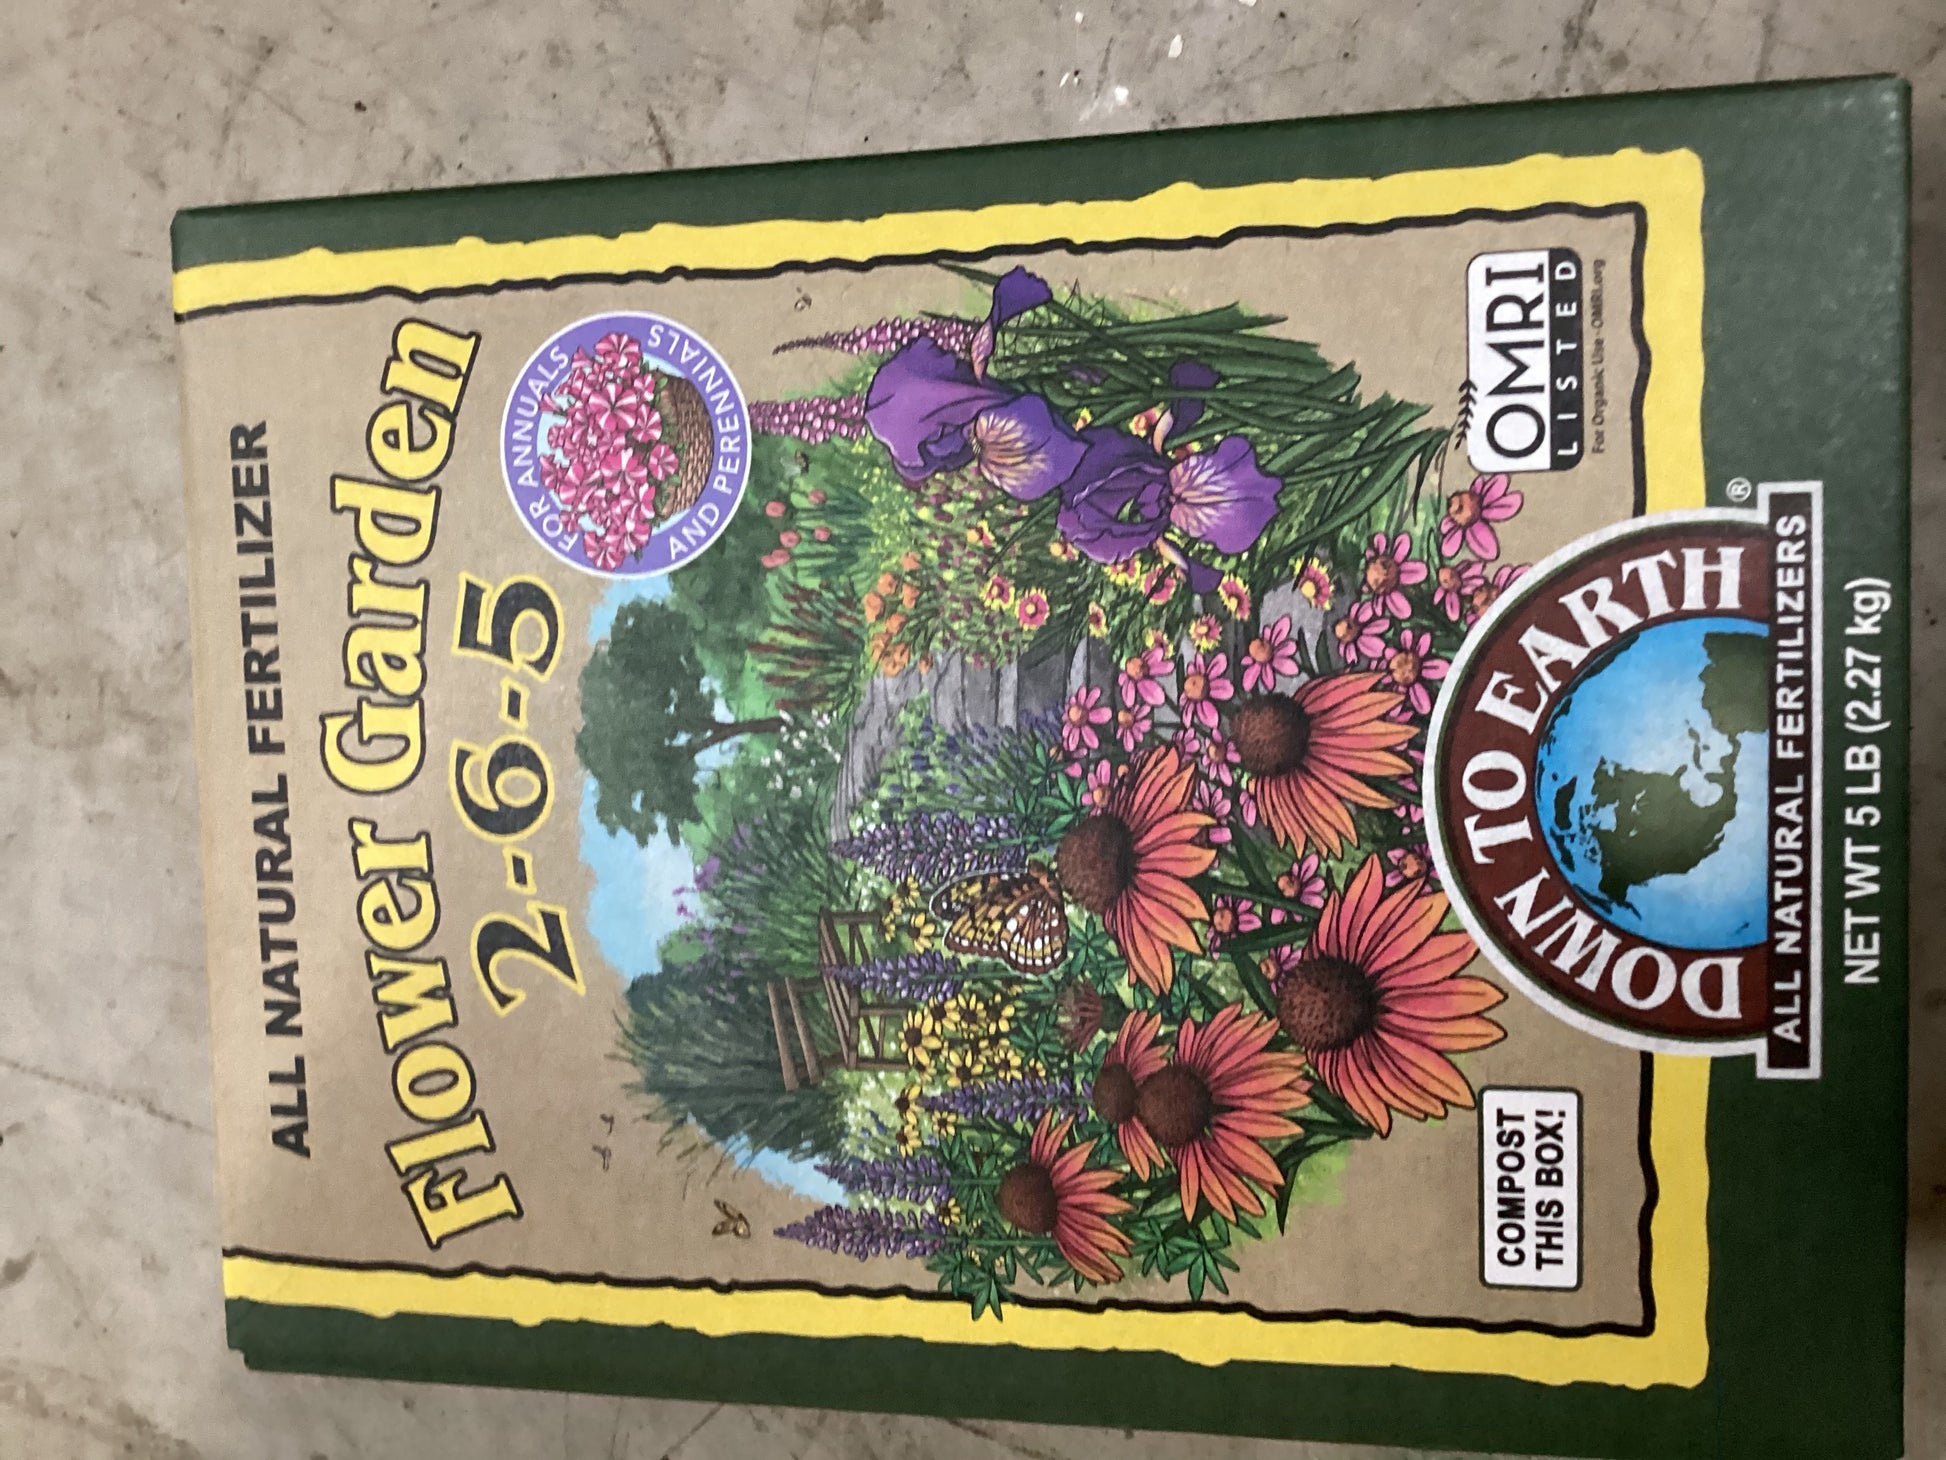 ALL NATURAL FERTILIZER
Flower Garden
2-6-5
FOR ANNUALS
AND PERENNIALS
COMPOST
THIS BOX!
OMRI
LISTED
For Organic Use - OMRI.org
DOWN TO EARTH®
ALL NATURAL FERTILIZERS
NET WT 5 LB (2.27 kg)